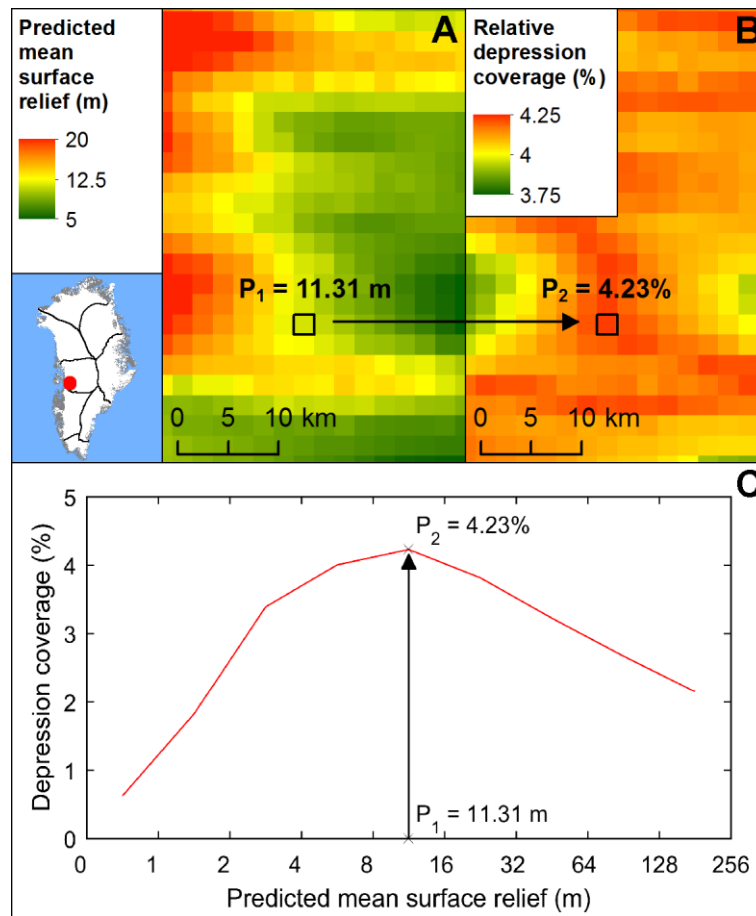 Predicted
mean
surface
relief (m)
20
12.5
5
A
P₁ = 11.31 m
0 5 10 km
Relative
depression
coverage (%)
4.25
4
3.75
B
P₂ = 4.23%
0 5 10 km
C
5
4
3
2
1
0
Depression coverage (%)
P₂ = 4.23%
P₁ = 11.31 m
0 1 2 4 8 16 32 64 128 256
Predicted mean surface relief (m)